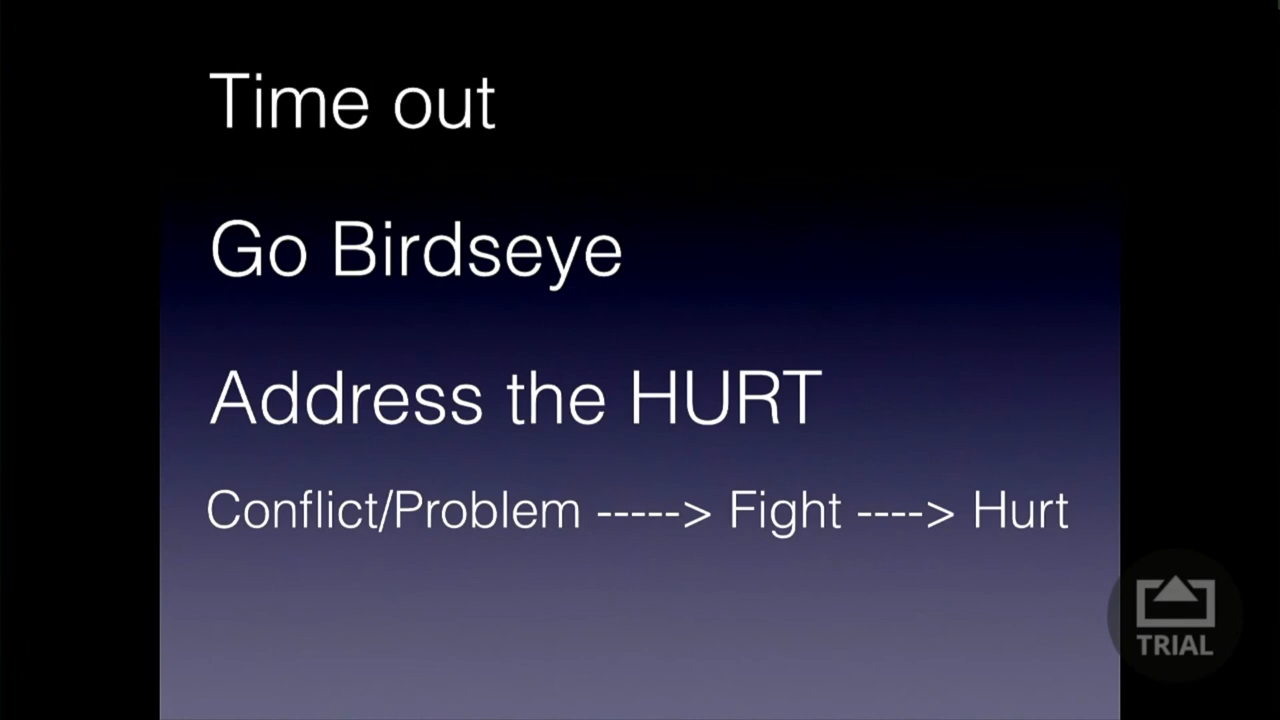 Time out
Go Birdseye
Address the HURT
Conflict/Problem -----> Fight ----> Hurt
TRIAL